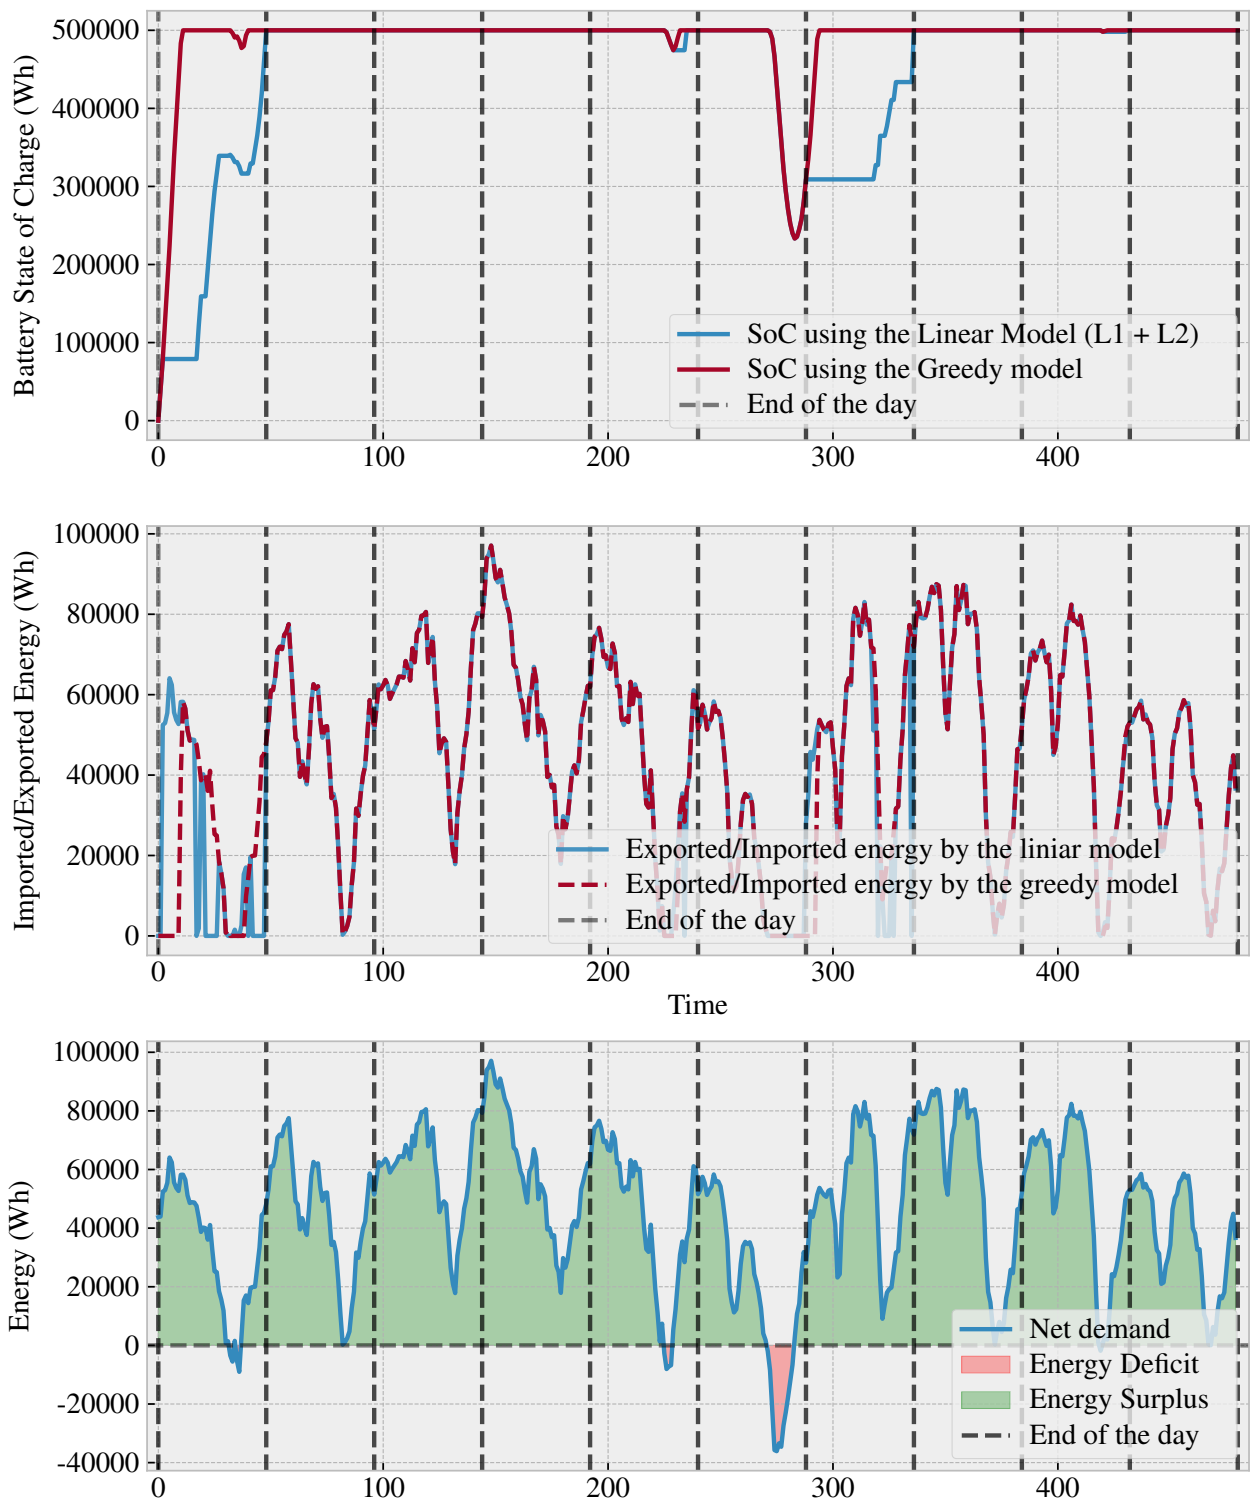 Battery State of Charge (Wh)
500000
400000
300000
200000
100000
0
SoC using the Linear Model (L1 + L2)
SoC using the Greedy model
End of the day
0 100 200 300 400
Imported/Exported Energy (Wh)
100000
80000
60000
40000
20000
0
Exported/Imported energy by the liniar model
Exported/Imported energy by the greedy model
End of the day
0 100 200 300 400
Time
Energy (Wh)
100000
80000
60000
40000
20000
0
-20000
-40000
Net demand
Energy Deficit
Energy Surplus
End of the day
0 100 200 300 400